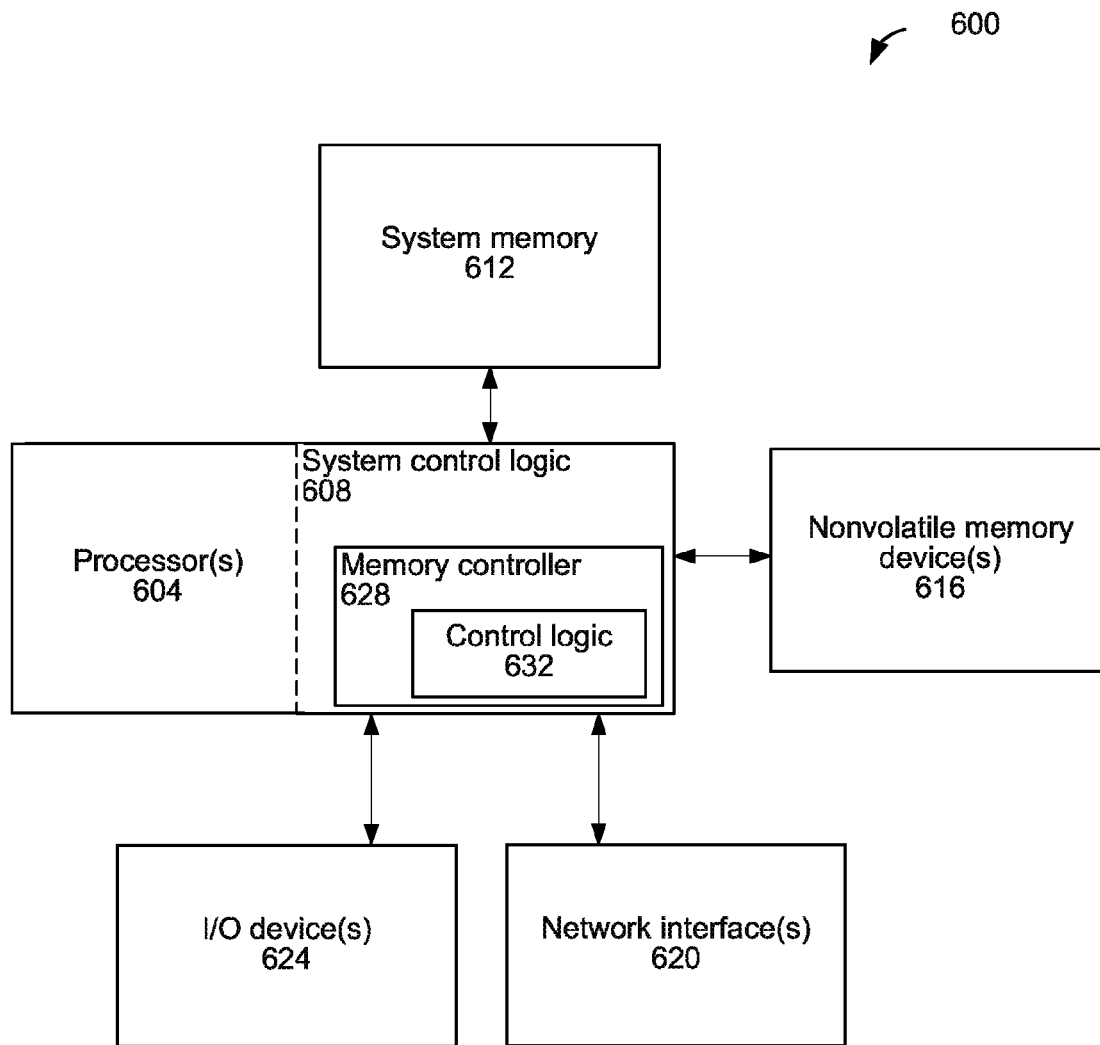 600
System memory
612
System control logic
608
Processor(s)
604
Memory controller
628
Control logic
632
Nonvolatile memory
device(s)
616
I/O device(s)
624
Network interface(s)
620